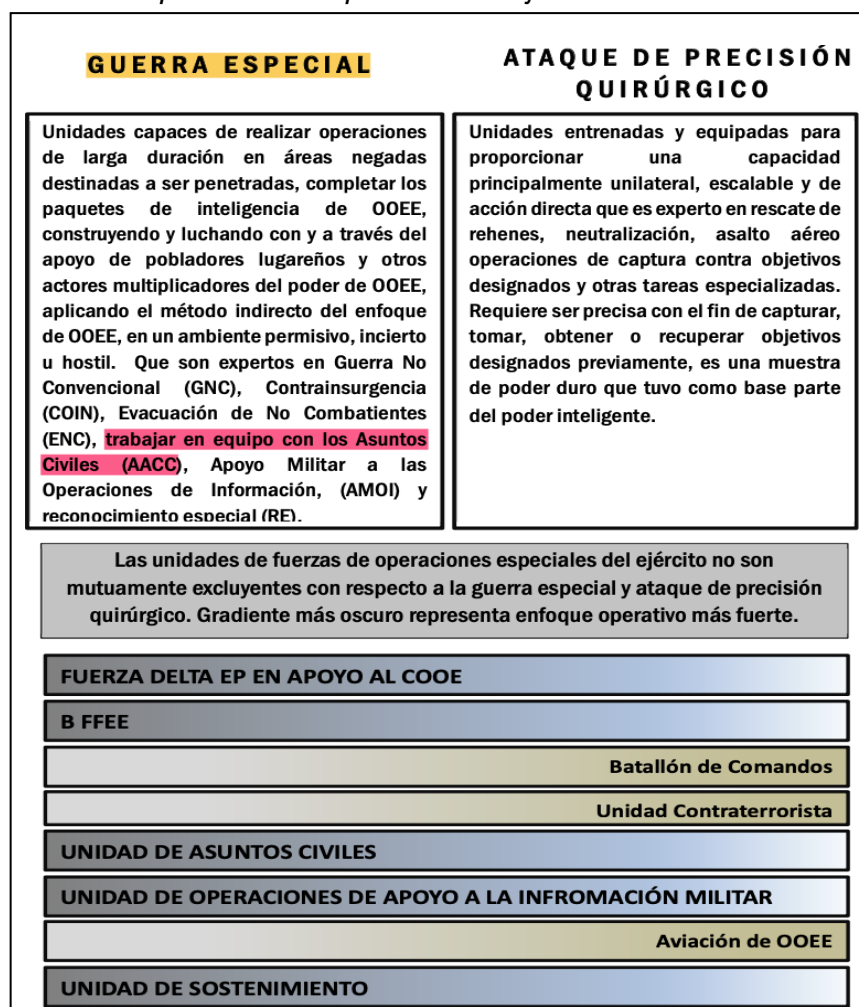 GUERRA ESPECIAL
Unidades capaces de realizar operaciones
de larga duración en áreas negadas
destinadas a ser penetradas, completar los
paquetes de inteligencia de OOEE,
construyendo y luchando con y a través del
apoyo de pobladores lugareños y otros
actores multiplicadores del poder de OOEE,
aplicando el método indirecto del enfoque
de OOEE, en un ambiente permisivo, incierto
u hostil. Que son expertos en Guerra No
Convencional (GNC), Contrainsurgencia
(COIN), Evacuación de No Combatientes
(ENC), trabajar en equipo con los Asuntos
Civiles (AACC), Apoyo Militar a las
Operaciones de Información, (AMOI) y
reconocimiento especial (RE).
ATAQUE DE PRECISIÓN
QUIRÚRGICO
Unidades entrenadas y equipadas para
proporcionar una capacidad
principalmente unilateral, escalable y de
acción directa que es experto en rescate de
rehenes, neutralización, asalto aéreo
operaciones de captura contra objetivos
designados y otras tareas especializadas.
Requiere ser precisa con el fin de capturar,
tomar, obtener o recuperar objetivos
designados previamente, es una muestra
de poder duro que tuvo como base parte
del poder inteligente.
Las unidades de fuerzas de operaciones especiales del ejército no son
mutuamente excluyentes con respecto a la guerra especial y ataque de precisión
quirúrgico. Gradiente más oscuro representa enfoque operativo más fuerte.
FUERZA DELTA EP EN APOYO AL COOE
B FFEE
Batallón de Comandos
Unidad Contraterrorista
UNIDAD DE ASUNTOS CIVILES
UNIDAD DE OPERACIONES DE APOYO A LA INFROMACIÓN MILITAR
Aviación de OOEE
UNIDAD DE SOSTENIMIENTO